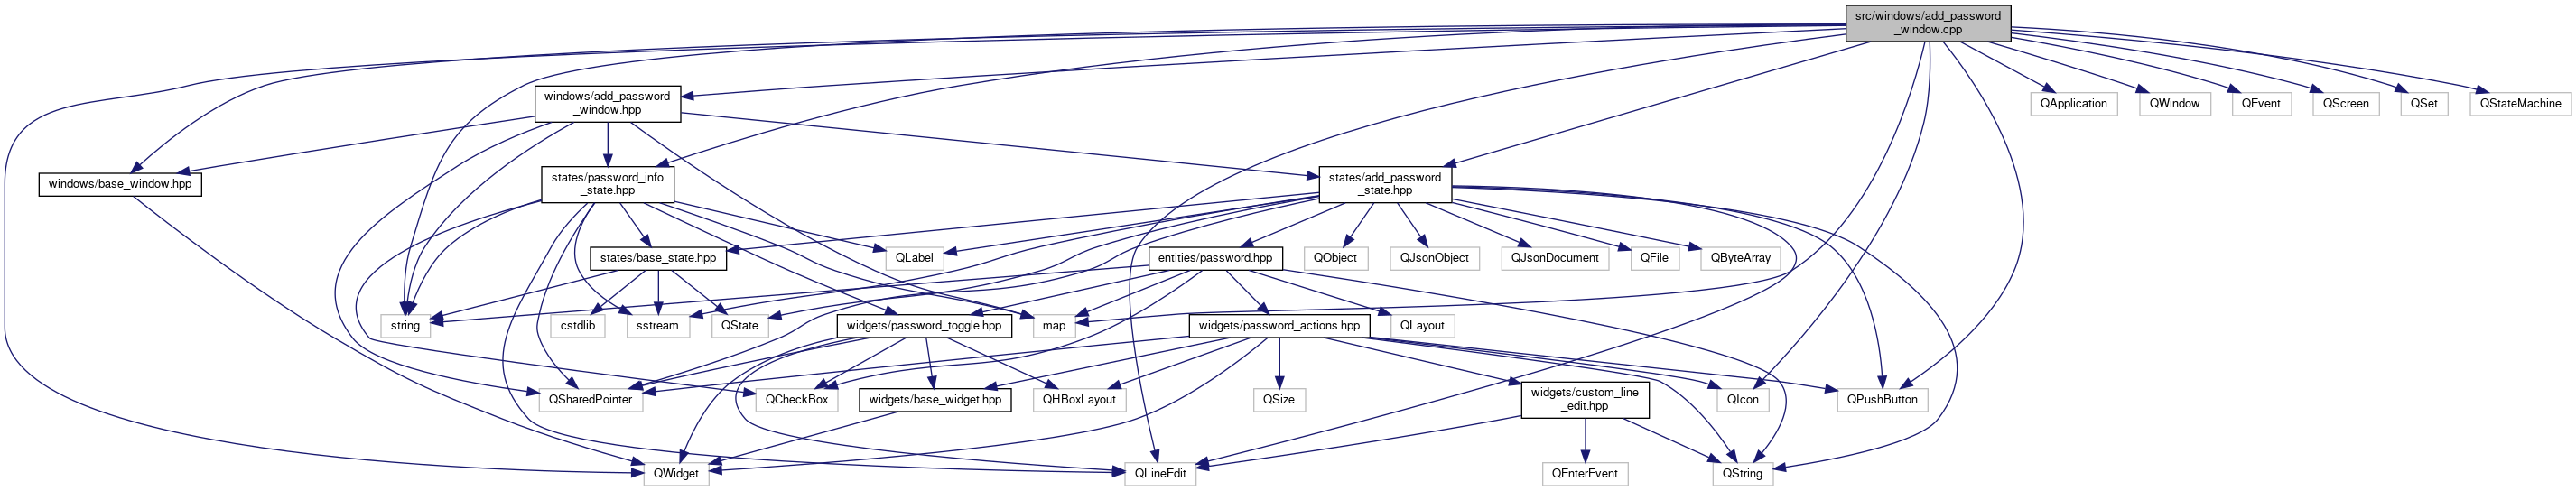 src/windows/add_password
_window.cpp
windows/add_password
_window.hpp
QApplication
QWindow
QEvent
QScreen
QSet
QStateMachine
windows/base_window.hpp
states/password_info
_state.hpp
states/add_password
_state.hpp
states/base_state.hpp
QLabel
entities/password.hpp
QObject
QJsonObject
QJsonDocument
QFile
QByteArray
string
cstdlib
sstream
QState
widgets/password_toggle.hpp
map
widgets/password_actions.hpp
QLayout
QSharedPointer
QCheckBox
widgets/base_widget.hpp
QHBoxLayout
QSize
widgets/custom_line
_edit.hpp
QIcon
QPushButton
QWidget
QLineEdit
QEnterEvent
QString